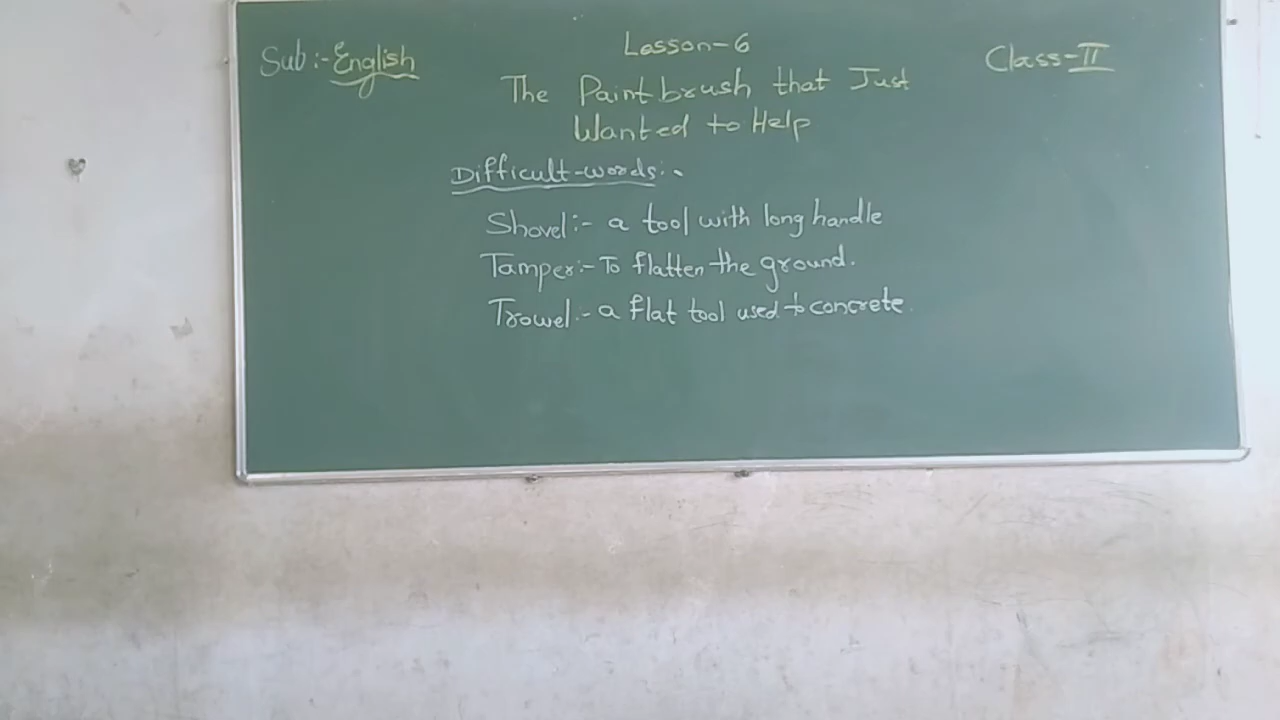 Sub :- English
Lesson-6
Class-II
The Paintbrush that Just
Wanted to Help
Difficult-words:-
Shovel:- a tool with long handle
Tamper:- To flatten the ground.
Trowel:- a flat tool used to concrete.